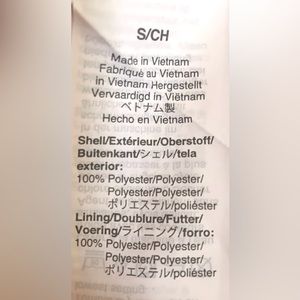 S/CH
Made in Vietnam
Fabriqué au Vietnam
in Vietnam Hergestellt
Vervaardigd in Viëtnam
ベトナム製
Hecho en Vietnam
Shell/Extérieur/Oberstoff/
Buitenkant/シェル/tela
exterior:
100% Polyester/Polyester/
Polyester/Polyester/
ポリエステル/poliéster
Lining/Doublure/Futter/
Voering/ライニング/forro:
100% Polyester/Polyester/
Polyester/Polyester/
ポリエステル/poliéster